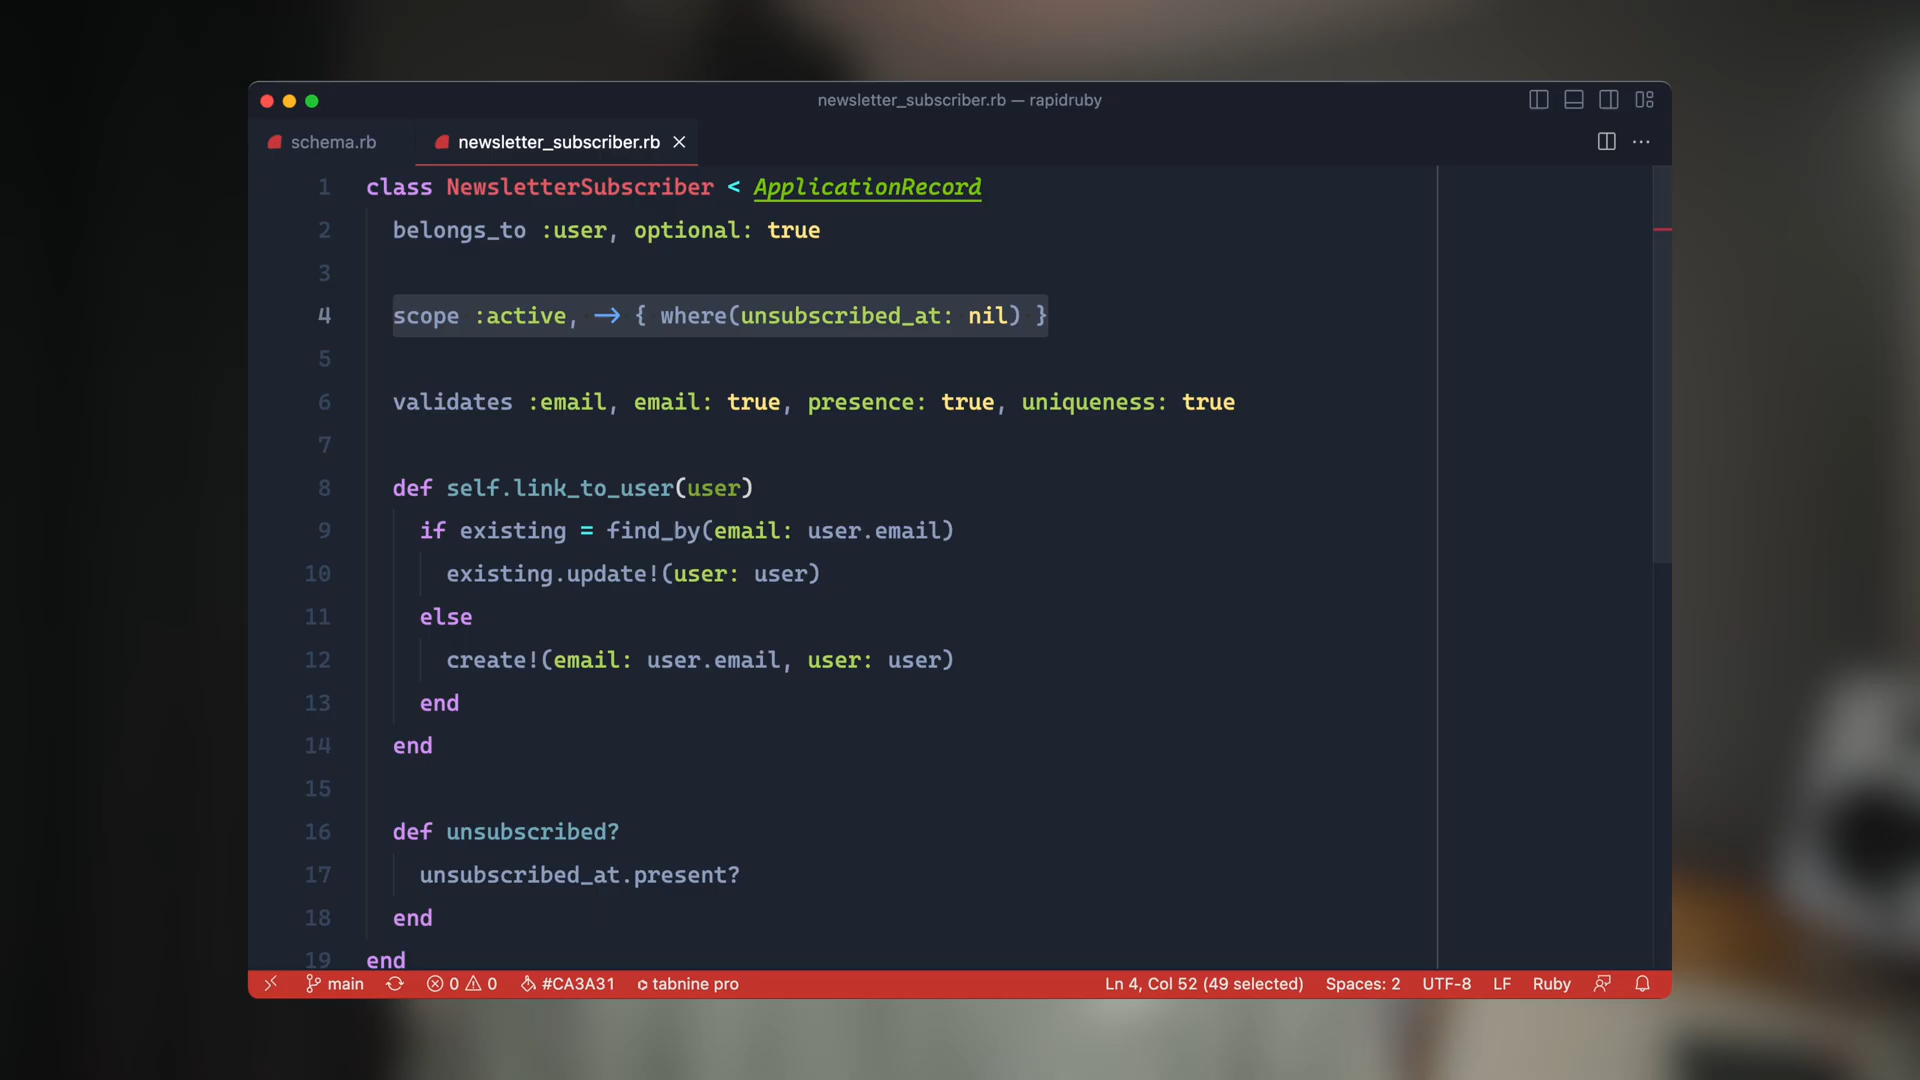 newsletter_subscriber.rb — rapidruby
schema.rb
newsletter_subscriber.rb
1 class NewsletterSubscriber < ApplicationRecord
2 belongs_to :user, optional: true
3
4 scope :active, -> { where(unsubscribed_at: nil) }
5
6 validates :email, email: true, presence: true, uniqueness: true
7
8 def self.link_to_user(user)
9 if existing = find_by(email: user.email)
10 existing.update!(user: user)
11 else
12 create!(email: user.email, user: user)
13 end
14 end
15
16 def unsubscribed?
17 unsubscribed_at.present?
18 end
19 end
main 0 0 #CA3A31 tabnine pro Ln 4, Col 52 (49 selected) Spaces: 2 UTF-8 LF Ruby